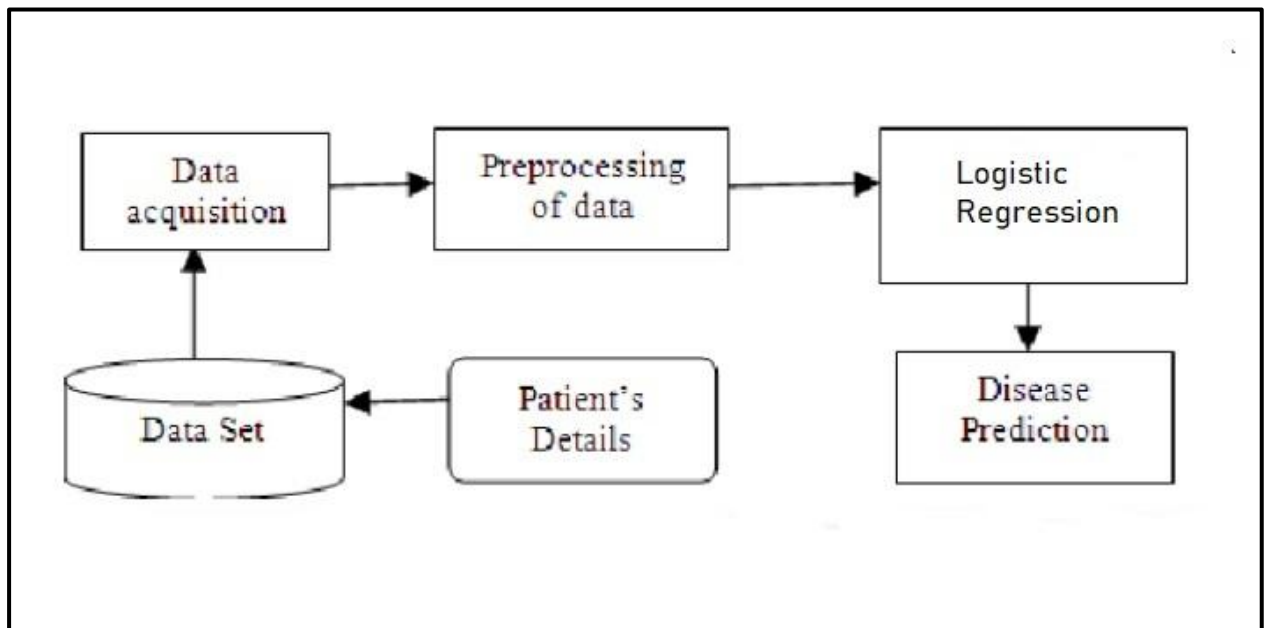 Data
acquisition
Preprocessing
of data
Logistic
Regression
Data Set
Patient's
Details
Disease
Prediction